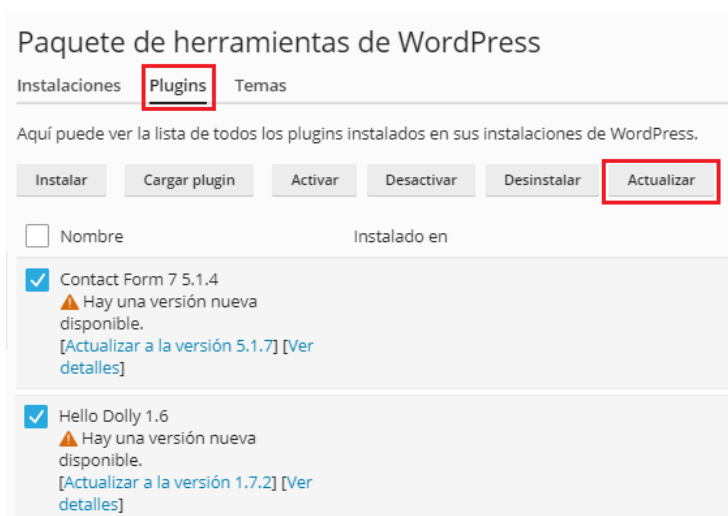 Paquete de herramientas de WordPress
Instalaciones Plugins Temas
Aquí puede ver la lista de todos los plugins instalados en sus instalaciones de WordPress.
Instalar Cargar plugin Activar Desactivar Desinstalar Actualizar
Nombre Instalado en
Contact Form 7 5.1.4
Hay una versión nueva
disponible.
[Actualizar a la versión 5.1.7] [Ver
detalles]
Hello Dolly 1.6
Hay una versión nueva
disponible.
[Actualizar a la versión 1.7.2] [Ver
detalles]